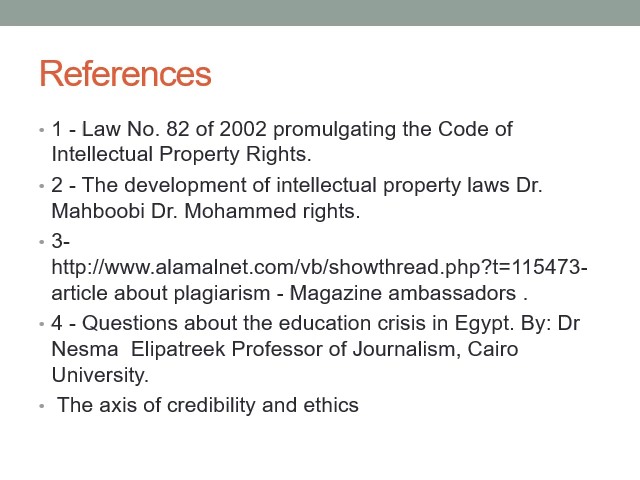 References
• 1 - Law No. 82 of 2002 promulgating the Code of
Intellectual Property Rights.
• 2 - The development of intellectual property laws Dr.
Mahboobi Dr. Mohammed rights.
• 3-
http://www.alamalnet.com/vb/showthread.php?t=115473-
article about plagiarism - Magazine ambassadors .
• 4 - Questions about the education crisis in Egypt. By: Dr
Nesma  Elipatreek Professor of Journalism, Cairo
University.
• The axis of credibility and ethics